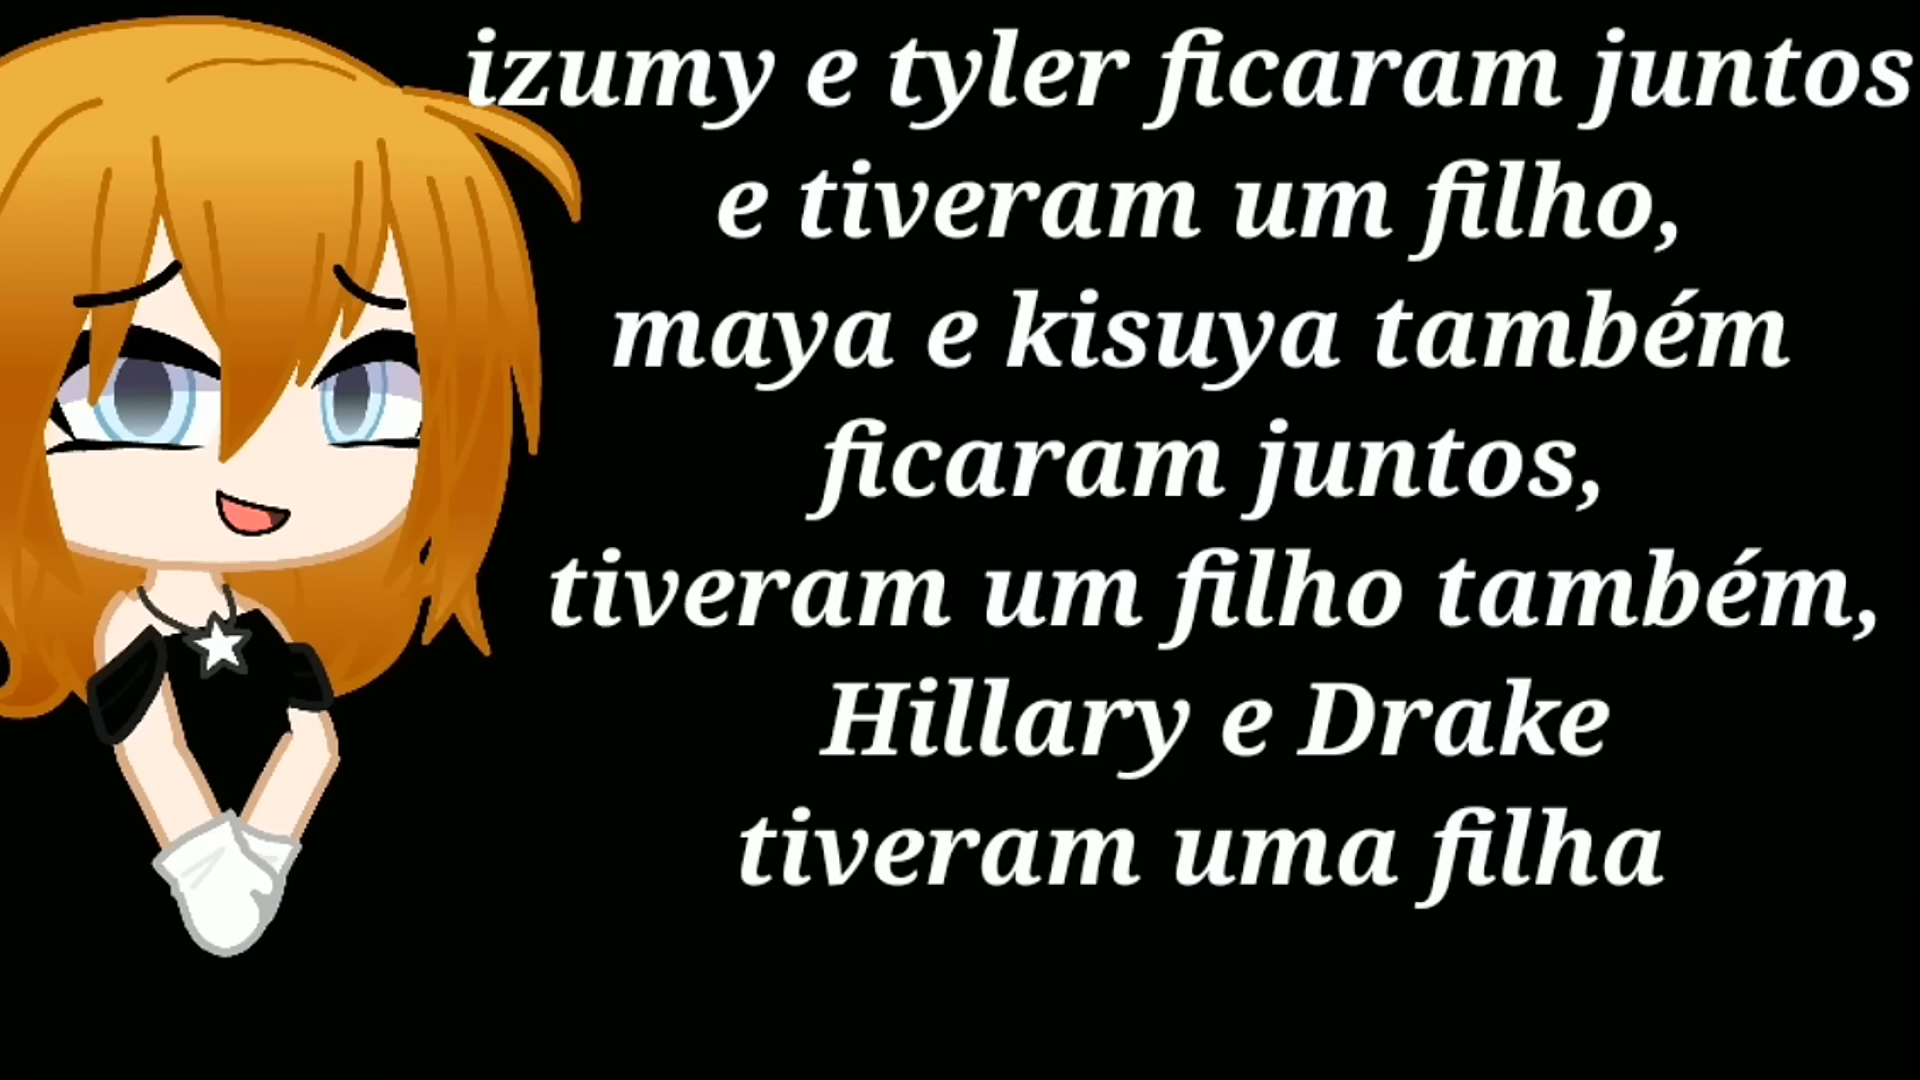 izumy e tyler ficaram juntos
e tiveram um filho,
maya e kisuya também
ficaram juntos,
tiveram um filho também,
Hillary e Drake
tiveram uma filha